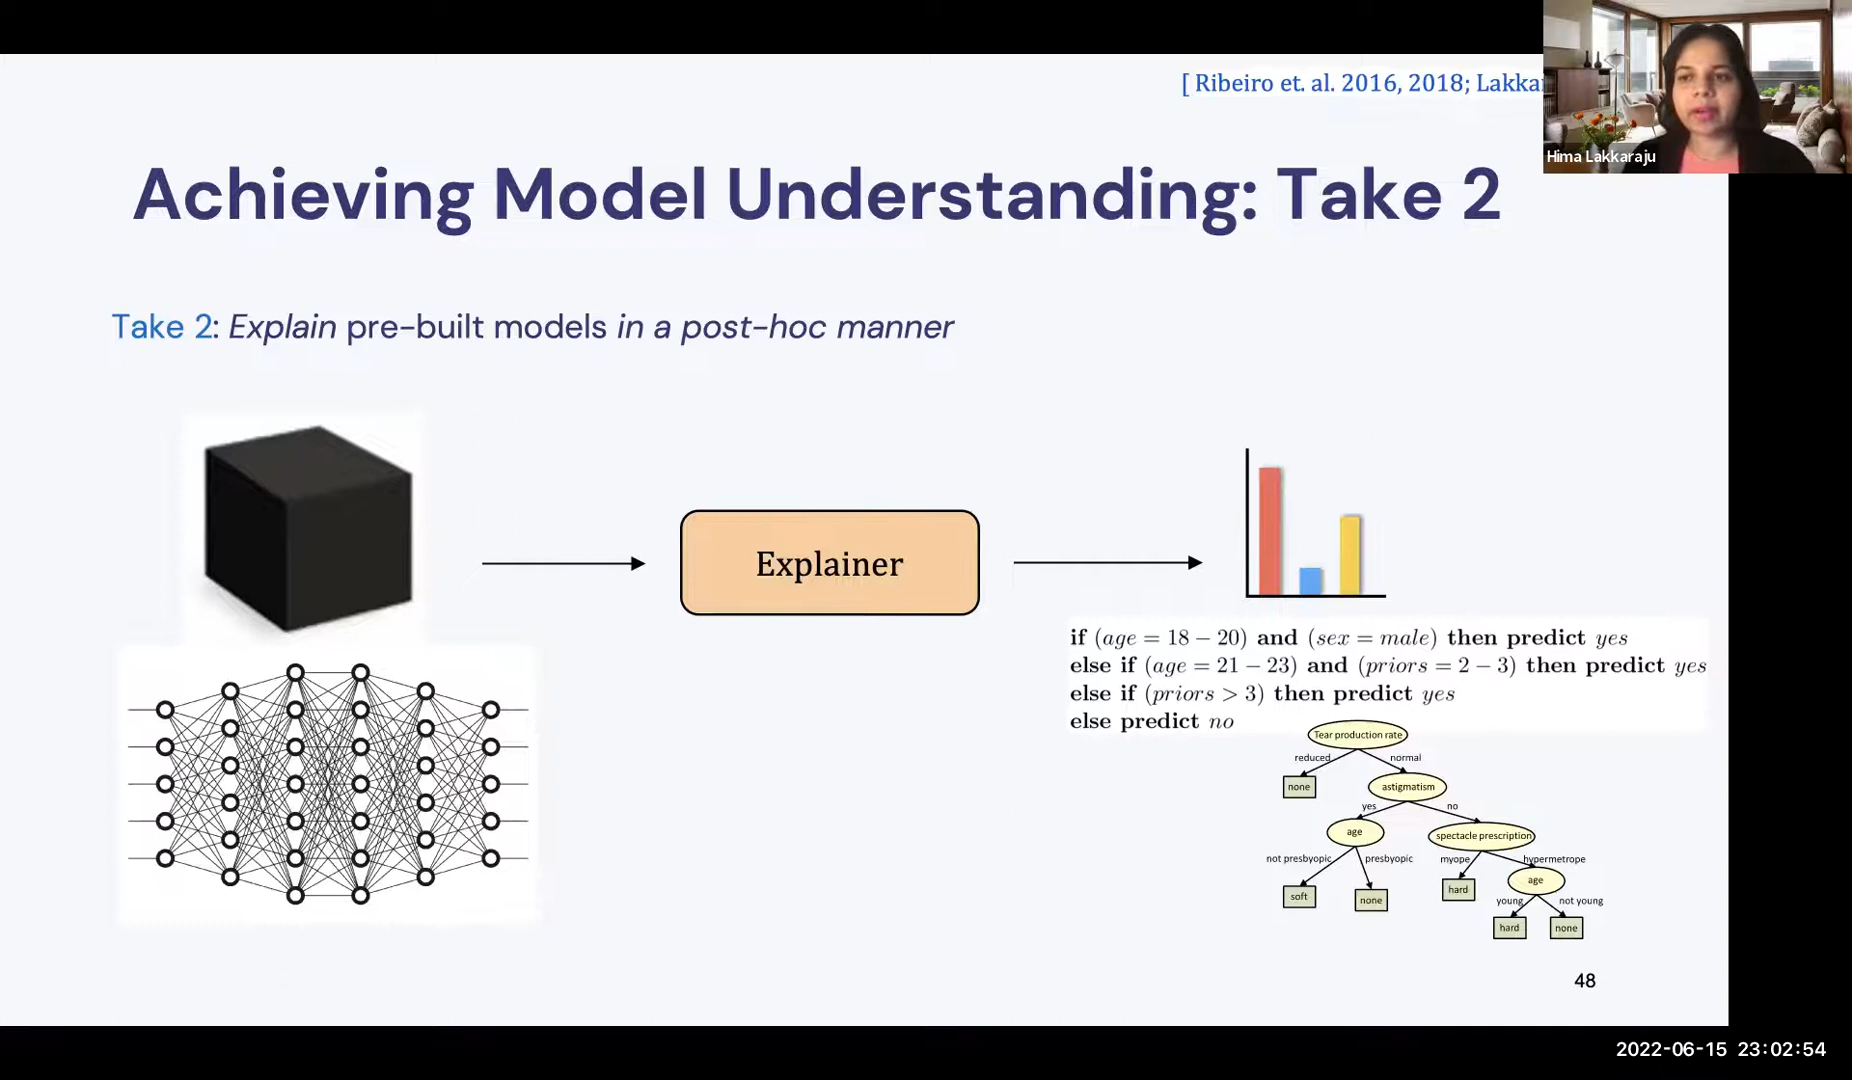 [ Ribeiro et. al. 2016, 2018; Lakka
Hima Lakkaraju
Achieving Model Understanding: Take 2
Take 2: Explain pre-built models in a post-hoc manner
Explainer
if (age = 18 − 20) and (sex = male) then predict yes
else if (age = 21 − 23) and (priors = 2 − 3) then predict yes
else if (priors > 3) then predict yes
else predict no
Tear production rate
reduced normal
none astigmatism
yes no
age spectacle prescription
not presbyopic presbyopic myope hypermetrope
soft none hard age
young not young
hard none
48
2022-06-15 23:02:54